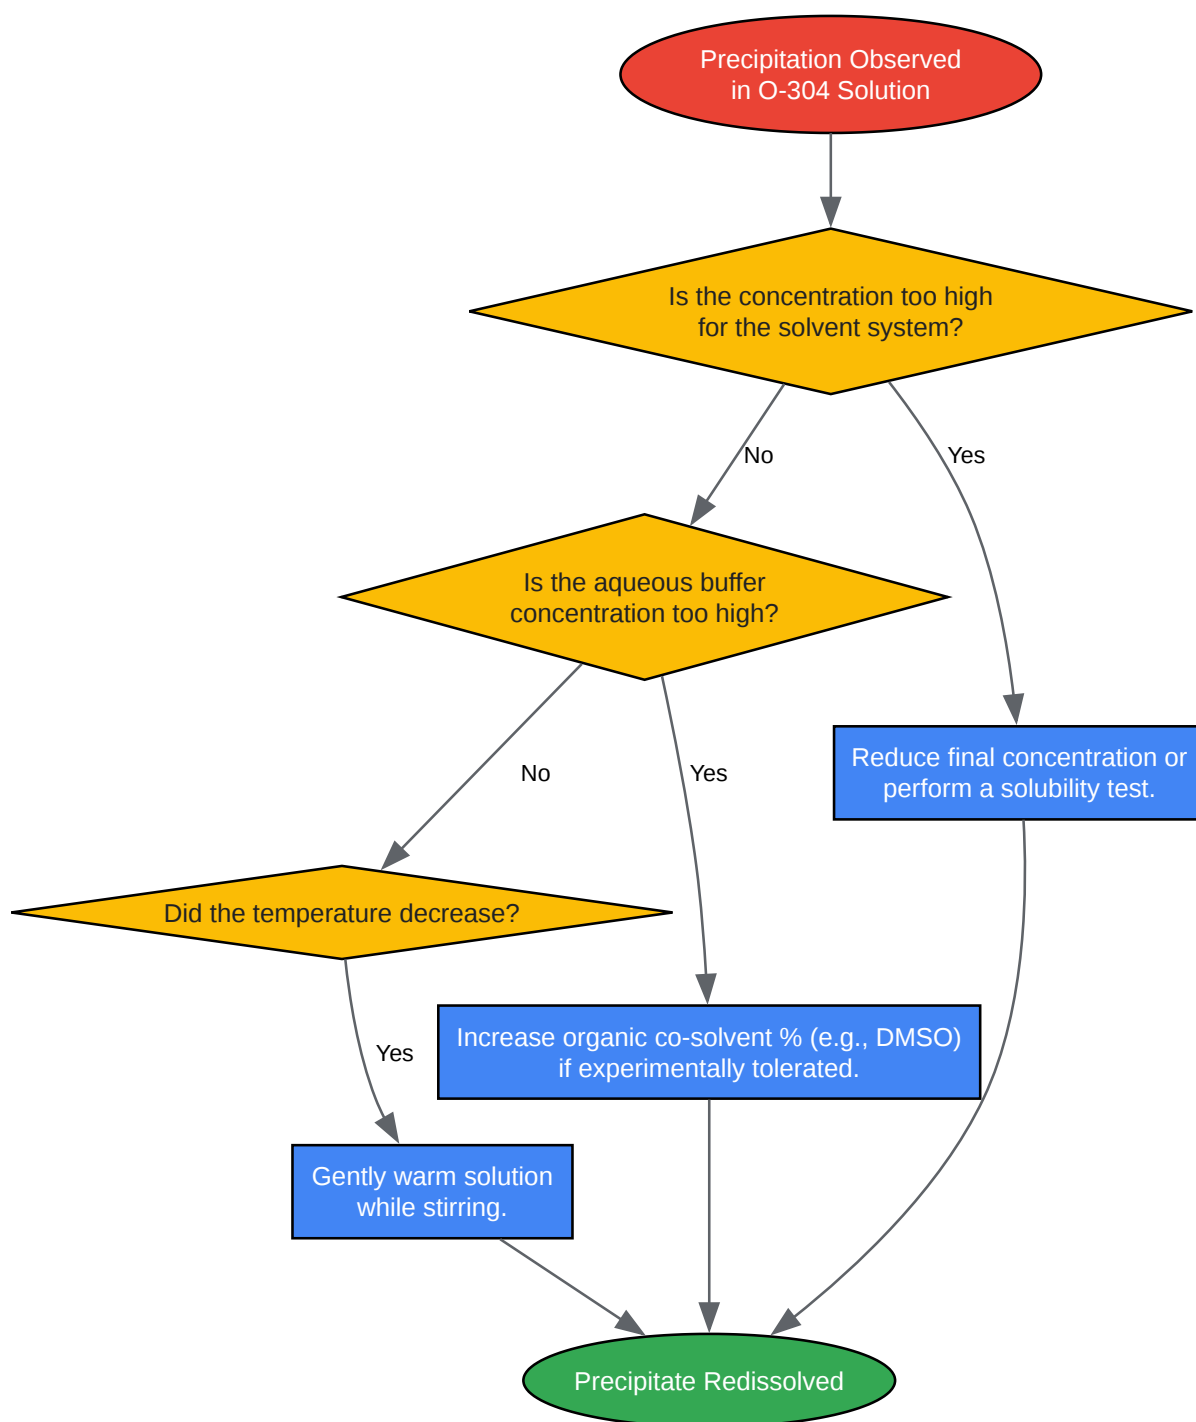 Precipitation Observed
in O-304 Solution
Is the concentration too high
for the solvent system?
No
Yes
Is the aqueous buffer
concentration too high?
Reduce final concentration or
perform a solubility test.
No
Yes
Did the temperature decrease?
Increase organic co-solvent % (e.g., DMSO)
if experimentally tolerated.
Yes
Gently warm solution
while stirring.
Precipitate Redissolved